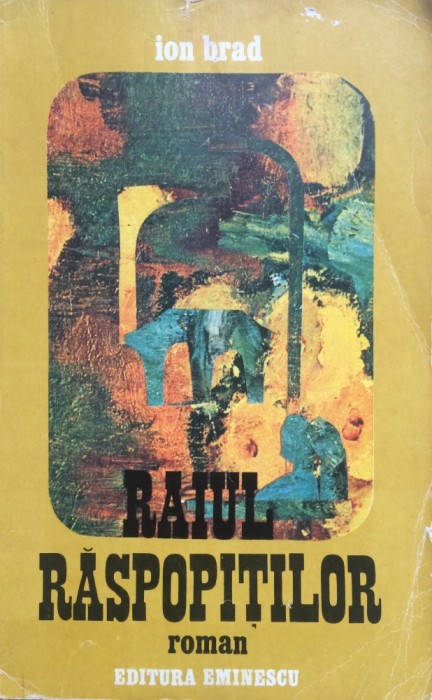 ion brad
RAIUL
RĂSPOPIȚILOR
roman
EDITURA EMINESCU